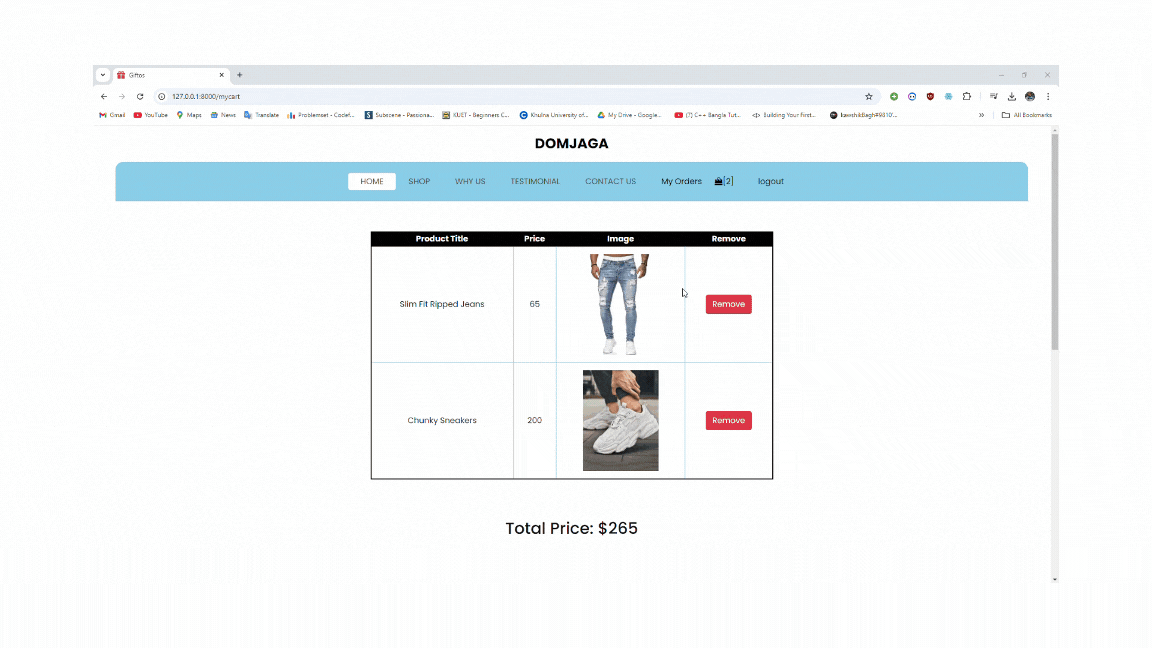 Giftos
127.0.0.1:8000/mycart
Gmail YouTube Maps News Translate Problemset - Codef... Subscene - Passiona... KUET - Beginners C... Khulna University of... My Drive - Google... (7) C++ Bangla Tut... Building Your First... » All Bookmarks
DOMJAGA
HOME SHOP WHY US TESTIMONIAL CONTACT US My Orders [2] logout
Product Title Price Image Remove
Slim Fit Ripped Jeans 65 Remove
Chunky Sneakers 200 Remove
Total Price: $265